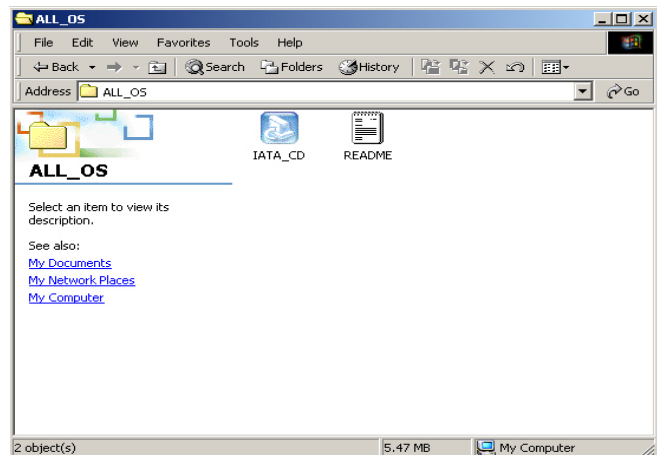 ALL_OS
File Edit View Favorites Tools Help
Back Search Folders History
Address ALL_OS Go
IATA_CD README
ALL_OS
Select an item to view its
description.
See also:
My Documents
My Network Places
My Computer
2 object(s) 5.47 MB My Computer